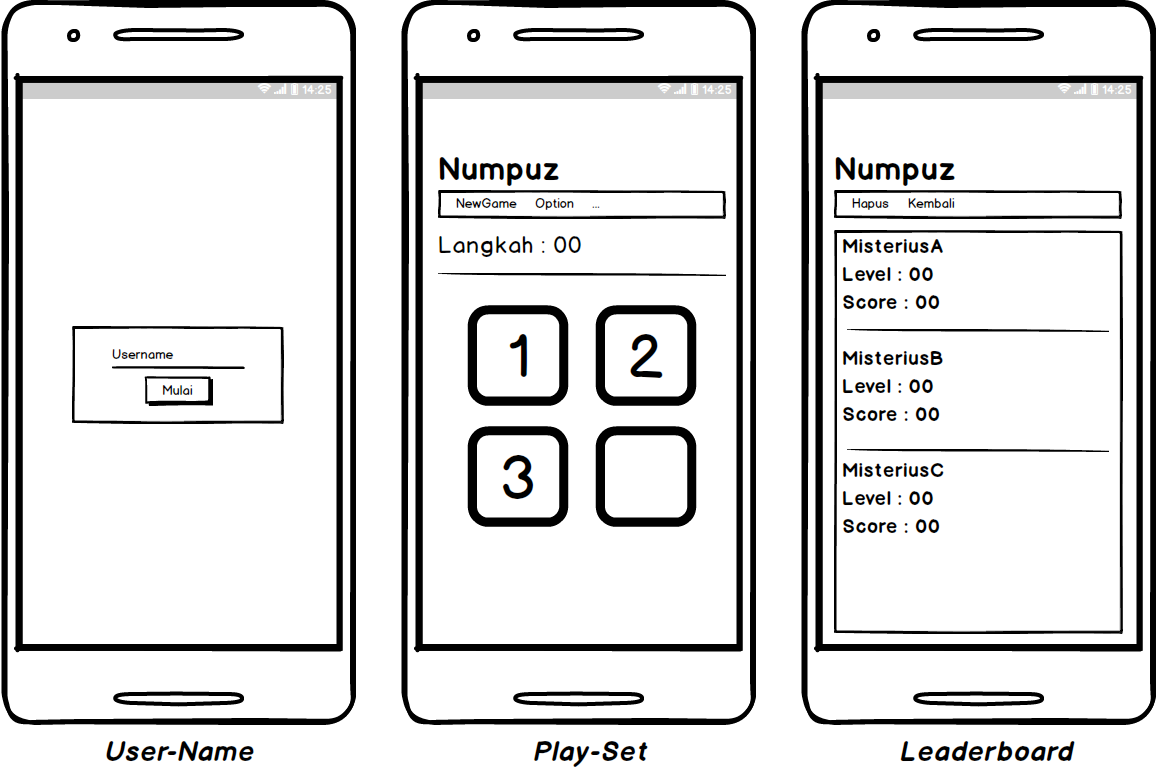 14:25
Username
Mulai
User-Name
14:25
Numpuz
NewGame Option ...
Langkah : 00
1 2
3
Play-Set
14:25
Numpuz
Hapus Kembali
MisteriusA
Level : 00
Score : 00
MisteriusB
Level : 00
Score : 00
MisteriusC
Level : 00
Score : 00
Leaderboard